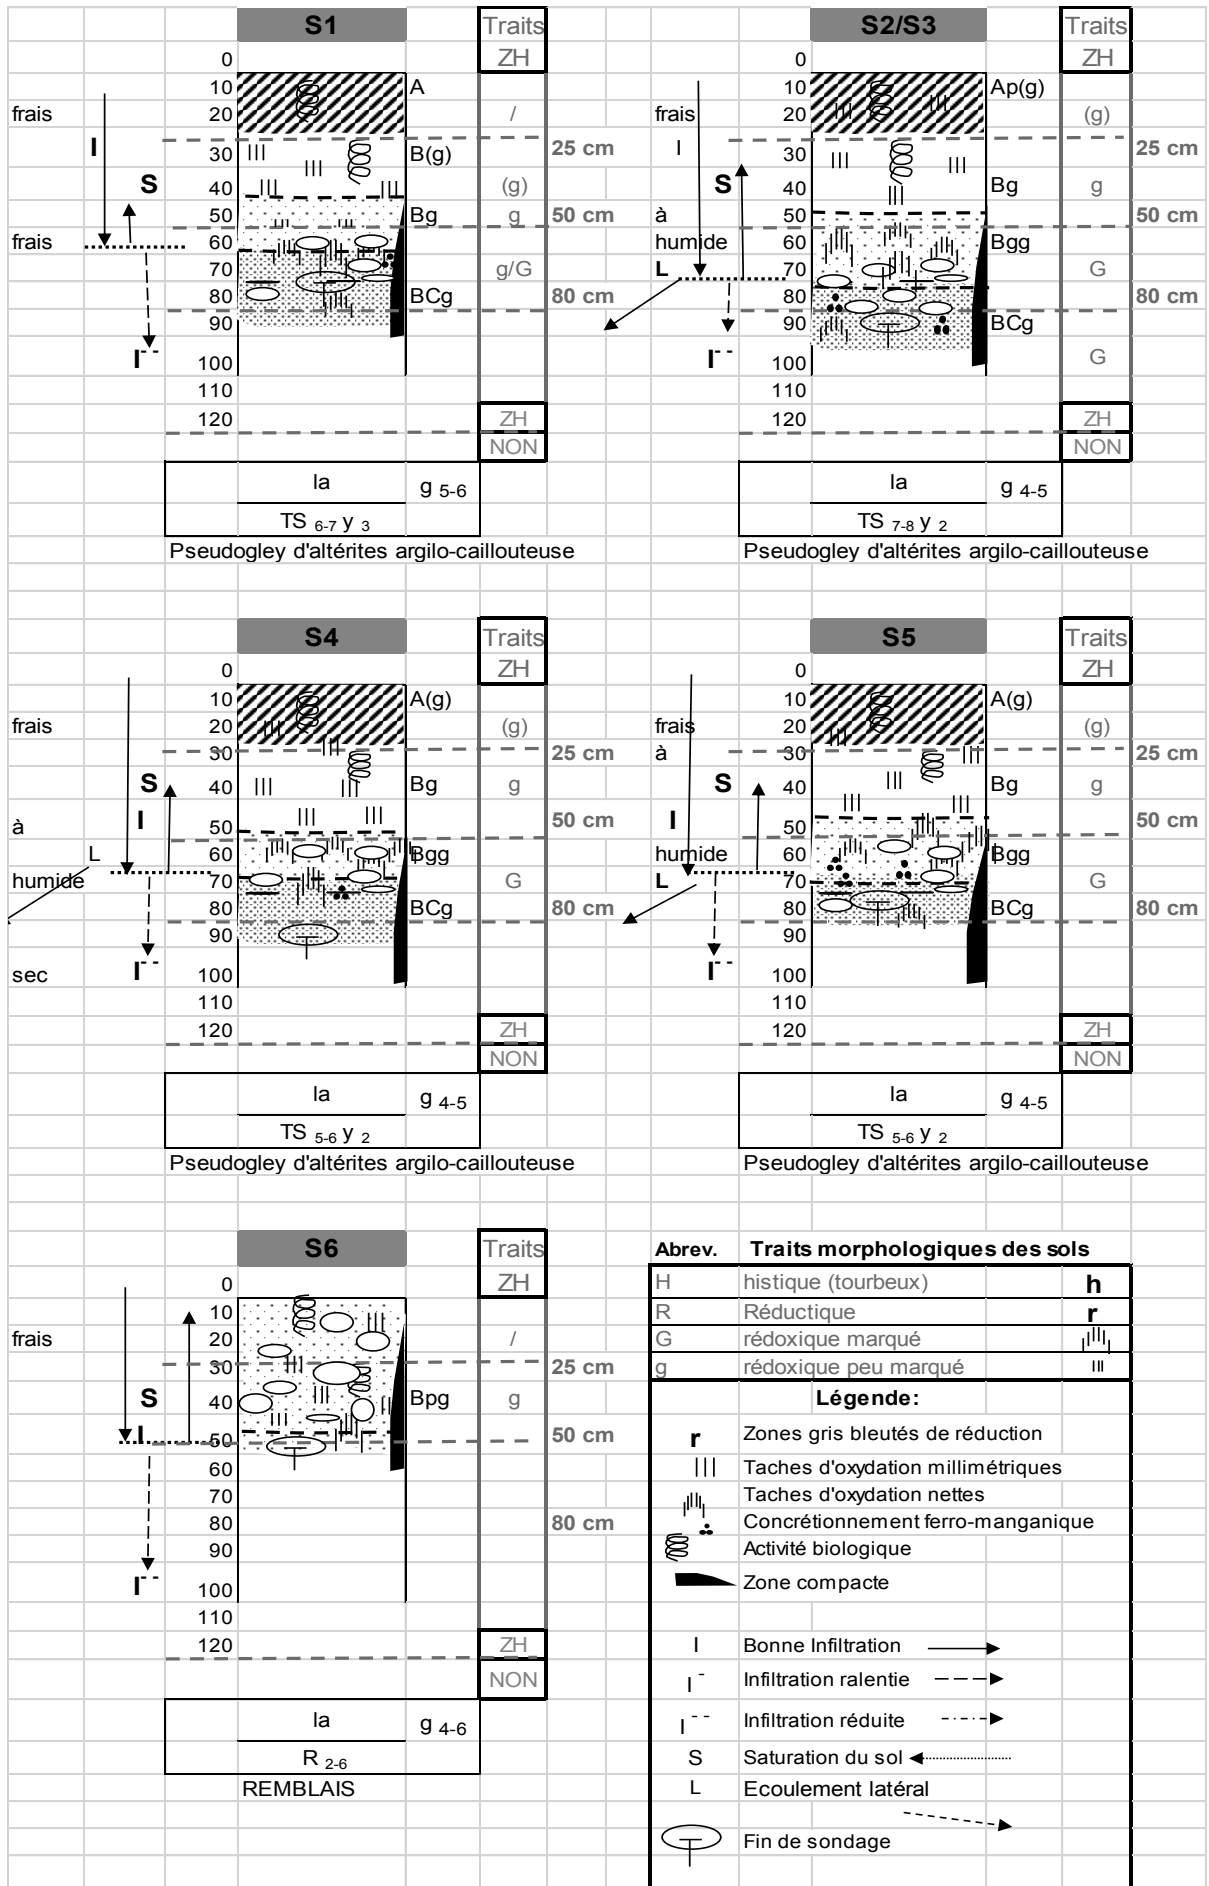 S1 Traits
ZH
0
10 A
frais 20 /
25 cm
I 30 B(g)
S 40 (g)
50 Bg g 50 cm
frais 60
70 g/G
80 BCg 80 cm
90
I-- 100
110
120 ZH
NON
la g 5-6
TS 6-7 y 3
Pseudogley d'altérites argilo-caillouteuse
S2/S3 Traits
ZH
0
10 Ap(g)
frais 20 (g)
I 30 25 cm
S 40 Bg g
à 50 50 cm
humide 60 Bgg
L 70 G
80 80 cm
90 BCg
I-- 100 G
110
120 ZH
NON
la g 4-5
TS 7-8 y 2
Pseudogley d'altérites argilo-caillouteuse
S4 Traits
ZH
0
10 A(g)
frais 20 (g)
30 25 cm
S 40 Bg g
à I 50 50 cm
L 60 Bgg
humide 70 G
80 80 cm
90 BCg
I--
sec 100
110
120 ZH
NON
la g 4-5
TS 5-6 y 2
Pseudogley d'altérites argilo-caillouteuse
S5 Traits
ZH
0
10 A(g)
frais 20 (g)
à 30 25 cm
S 40 Bg g
I 50 50 cm
humide 60 Bgg
L 70 G
80 BCg 80 cm
90
I-- 100
110
120 ZH
NON
la g 4-5
TS 5-6 y 2
Pseudogley d'altérites argilo-caillouteuse
S6 Traits
ZH
0
10
frais 20 /
30 25 cm
S 40 Bpg g
I 50 50 cm
60
70
80 80 cm
90
I-- 100
110
120 ZH
NON
la g 4-6
R 2-6
REMBLAIS
Abrev. Traits morphologiques des sols
H histique (tourbeux) h
R Réductique r
G rédoxique marqué
g rédoxique peu marqué
Légende:
r Zones gris bleutés de réduction
Taches d'oxydation millimétriques
Taches d'oxydation nettes
Concrétionnement ferro-manganique
Activité biologique
Zone compacte
I Bonne Infiltration
I- Infiltration ralentie
I-- Infiltration réduite
S Saturation du sol
L Ecoulement latéral
Fin de sondage